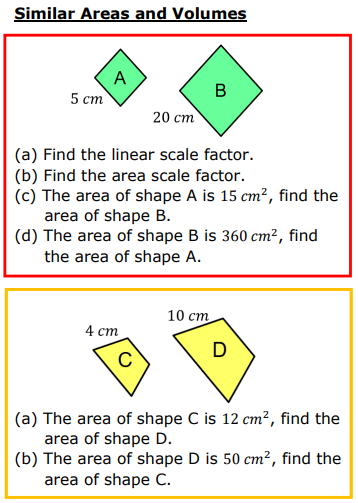 Similar Areas and Volumes
A
B
5 cm
20 cm
(a) Find the linear scale factor.
(b) Find the area scale factor.
(c) The area of shape A is 15 cm², find the
area of shape B.
(d) The area of shape B is 360 cm², find
the area of shape A.
10 cm
4 cm
C
D
(a) The area of shape C is 12 cm², find the
area of shape D.
(b) The area of shape D is 50 cm², find the
area of shape C.